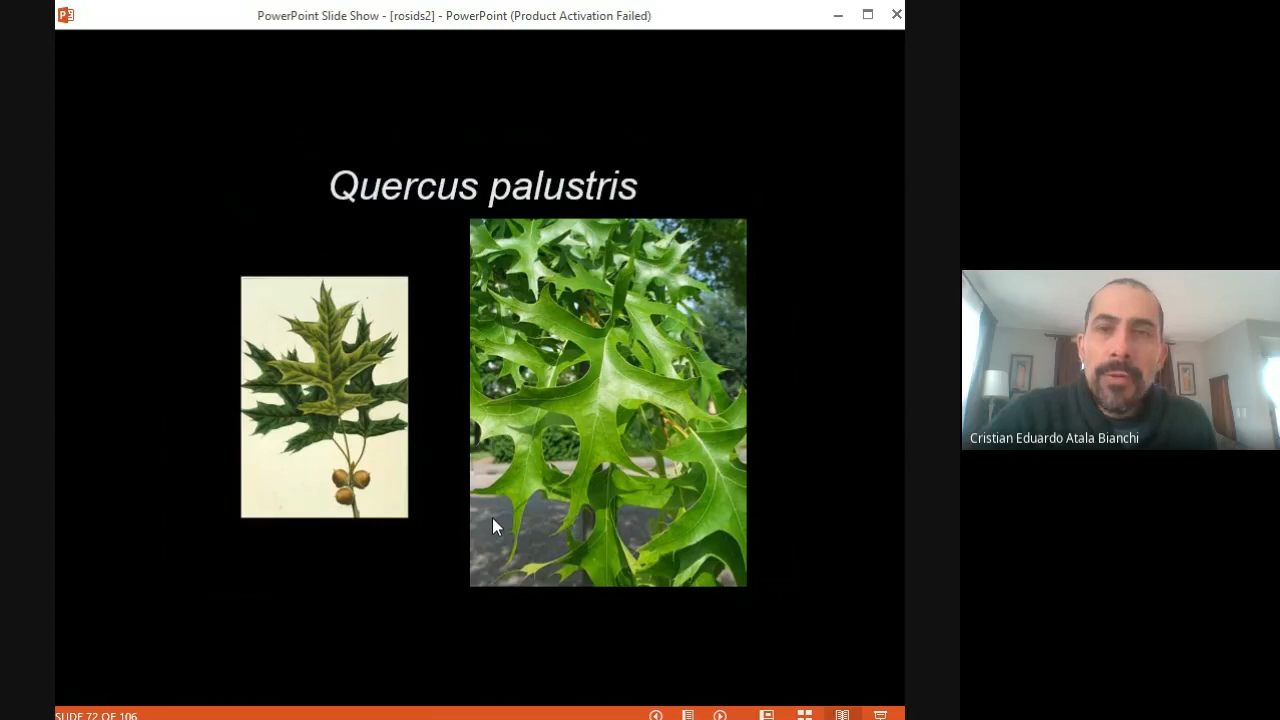 PowerPoint Slide Show - [rosids2] - PowerPoint (Product Activation Failed)
Quercus palustris
Cristian Eduardo Atala Bianchi
SLIDE 72 OF 106